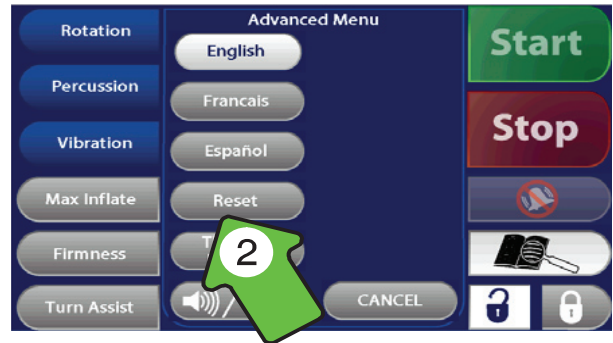 Advanced Menu
Rotation
Percussion
Vibration
Max Inflate
Firmness
Turn Assist
English
Francais
Español
Reset
2
CANCEL
Start
Stop